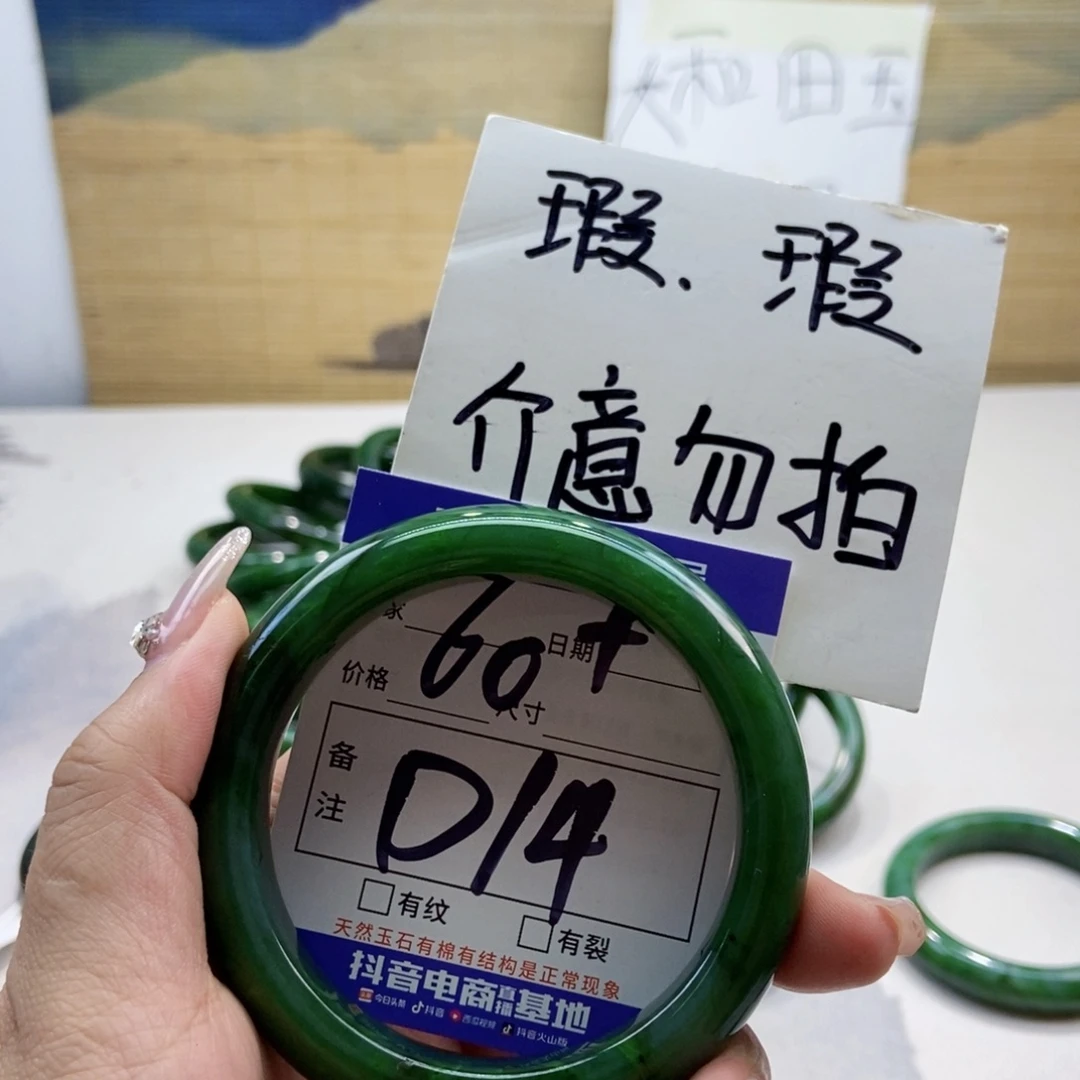 大和田玉
瑕、瑕
介意勿拍
家 60+ 日期
价格 尺寸
备注 D14
有纹 有裂
天然玉石有棉有结构是正常现象
抖音电商直播基地
今日头条 抖音 西瓜视频 抖音火山版